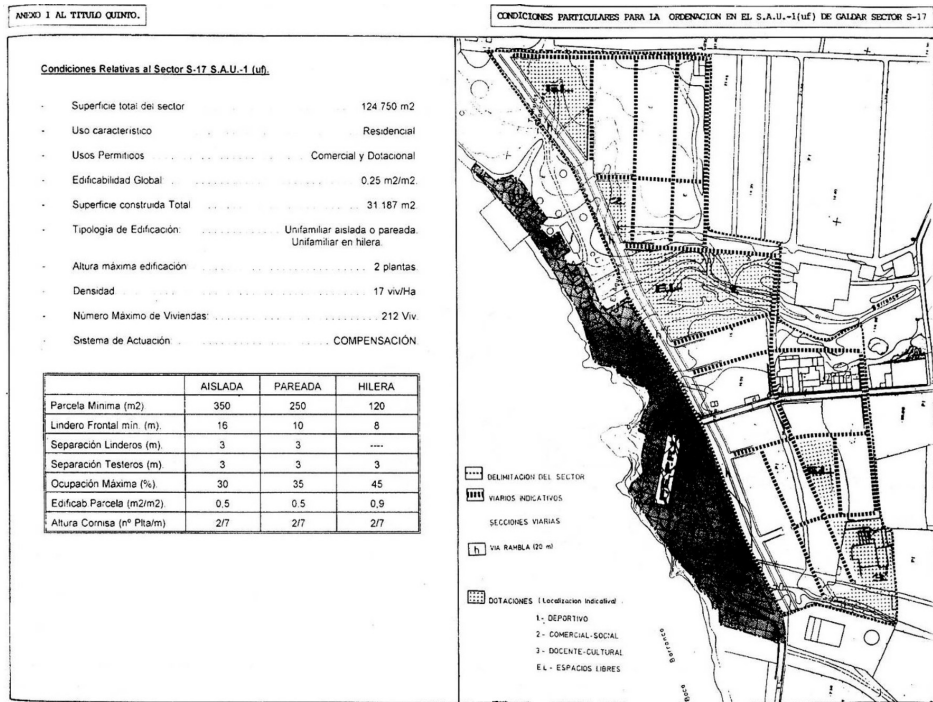 ANEXO 1 AL TITULO QUINTO.
CONDICIONES PARTICULARES PARA LA ORDENACION EN EL S.A.U.-1(uf) DE GALDAR SECTOR S-17
Condiciones Relativas al Sector S-17 S.A.U.-1 (uf).
- Superficie total del sector 124 750 m2
- Uso característico Residencial
- Usos Permitidos Comercial y Dotacional
- Edificabilidad Global 0,25 m2/m2.
- Superficie construida Total 31 187 m2
- Tipología de Edificación: Unifamiliar aislada o pareada.
Unifamiliar en hilera.
- Altura máxima edificación 2 plantas
- Densidad 17 viv/Ha
- Número Máximo de Viviendas: 212 Viv.
- Sistema de Actuación COMPENSACIÓN
AISLADA PAREADA HILERA
Parcela Mínima (m2) 350 250 120
Lindero Frontal mín. (m). 16 10 8
Separación Linderos (m). 3 3 ----
Separación Testeros (m). 3 3 3
Ocupación Máxima (%). 30 35 45
Edificab Parcela (m2/m2). 0,5 0.5 0,9
Altura Cornisa (nº Plta/m) 2/7 2/7 2/7
DELIMITACION DEL SECTOR
VIARIOS INDICATIVOS
SECCIONES VIARIAS
h VIA RAMBLA (20 m)
DOTACIONES (Localizacion Indicativa)
1.- DEPORTIVO
2.- COMERCIAL-SOCIAL
3.- DOCENTE-CULTURAL
E.L.- ESPACIOS LIBRES
E.L.
E.L.
Barranco
E.L.
Barranco
Boca